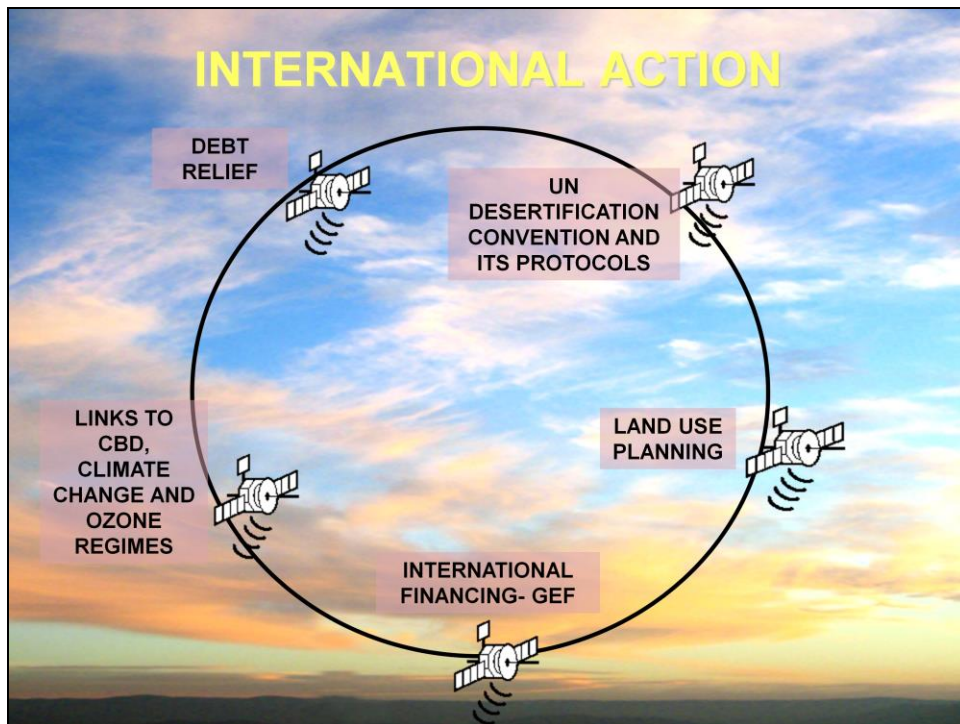 INTERNATIONAL ACTION
DEBT
RELIEF
UN
DESERTIFICATION
CONVENTION AND
ITS PROTOCOLS
LINKS TO
CBD,
CLIMATE
CHANGE AND
OZONE
REGIMES
LAND USE
PLANNING
INTERNATIONAL
FINANCING- GEF